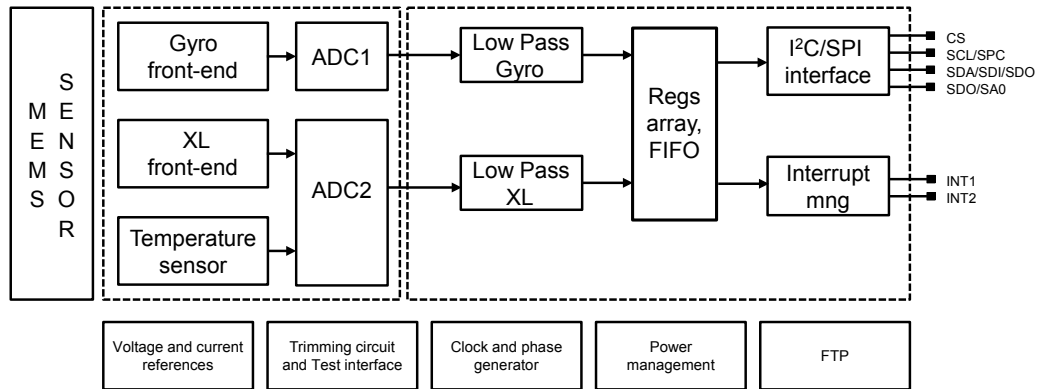 MEMS
SENSOR
Gyro
front-end
ADC1
Low Pass
Gyro
I²C/SPI
interface
CS
SCL/SPC
SDA/SDI/SDO
SDO/SA0
Regs
array,
FIFO
XL
front-end
ADC2
Low Pass
XL
Interrupt
mng
INT1
INT2
Temperature
sensor
Voltage and current
references
Trimming circuit
and Test interface
Clock and phase
generator
Power
management
FTP